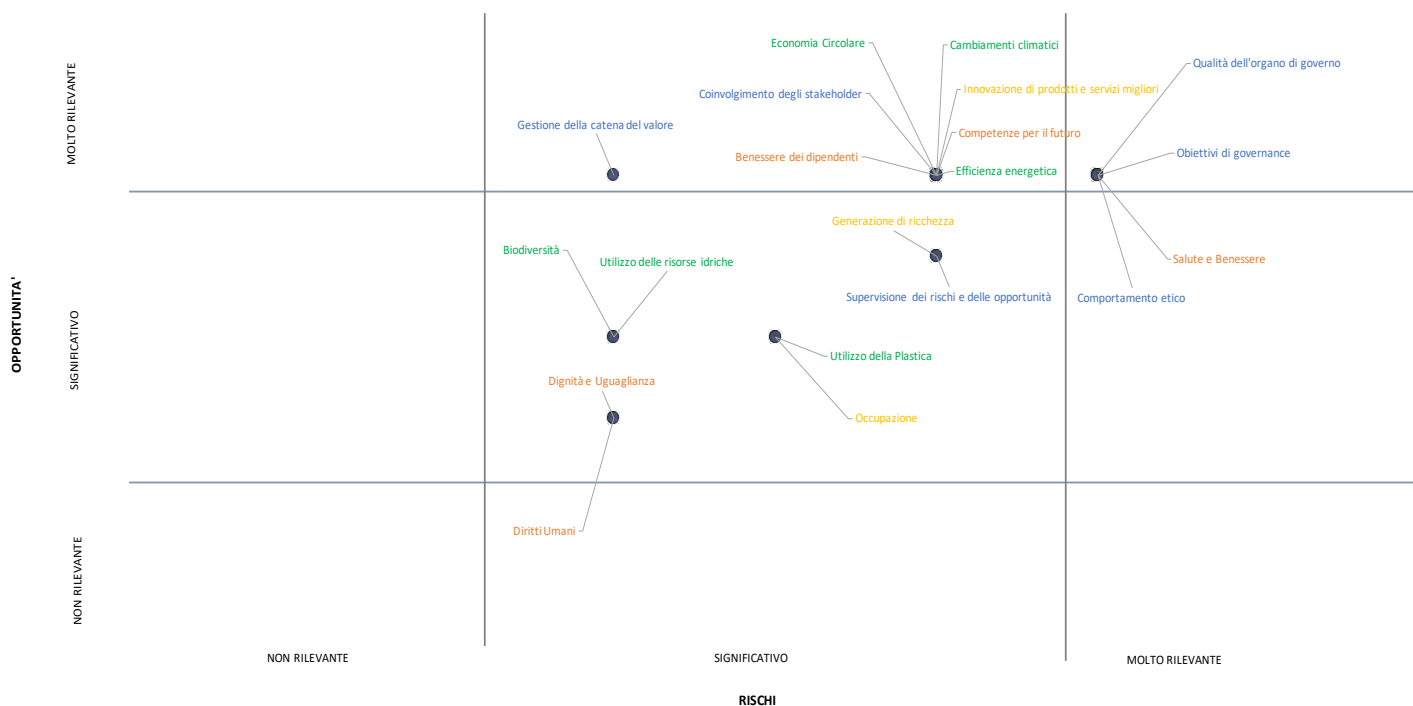 Economia Circolare
Cambiamenti climatici
Qualità dell'organo di governo
MOLTO RILEVANTE
Coinvolgimento degli stakeholder
Innovazione di prodotti e servizi migliori
Gestione della catena del valore
Competenze per il futuro
Benessere dei dipendenti
Obiettivi di governance
Efficienza energetica
Generazione di ricchezza
Biodiversità
Utilizzo delle risorse idriche
Salute e Benessere
Supervisione dei rischi e delle opportunità
Comportamento etico
OPPORTUNITA'
SIGNIFICATIVO
Utilizzo della Plastica
Dignità e Uguaglianza
Occupazione
Diritti Umani
NON RILEVANTE
NON RILEVANTE
SIGNIFICATIVO
MOLTO RILEVANTE
RISCHI